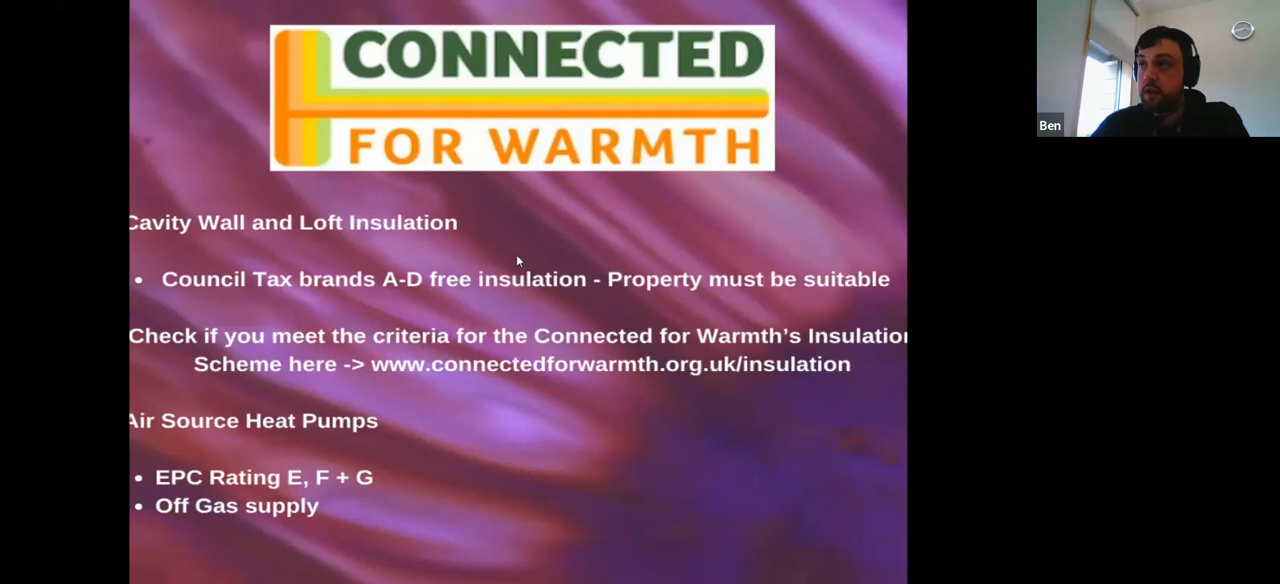 CONNECTED
FOR WARMTH
Ben
Cavity Wall and Loft Insulation
• Council Tax brands A-D free insulation - Property must be suitable
Check if you meet the criteria for the Connected for Warmth's Insulation
Scheme here -> www.connectedforwarmth.org.uk/insulation
Air Source Heat Pumps
• EPC Rating E, F + G
• Off Gas supply